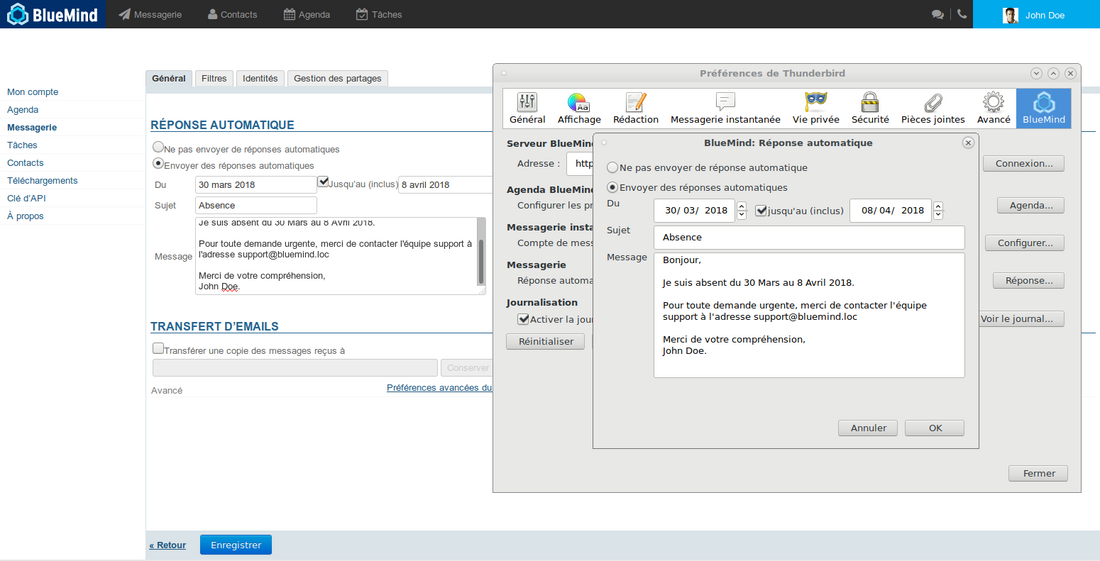 BlueMind Messagerie Contacts Agenda Tâches John Doe
Mon compte
Agenda
Messagerie
Tâches
Contacts
Téléchargements
Clé d'API
À propos
Général Filtres Identités Gestion des partages
RÉPONSE AUTOMATIQUE
Ne pas envoyer de réponses automatiques
Envoyer des réponses automatiques
Du 30 mars 2018 Jusqu'au (inclus) 8 avril 2018
Sujet Absence
Message
Je suis absent du 30 Mars au 8 Avril 2018.
Pour toute demande urgente, merci de contacter l'équipe support à
l'adresse support@bluemind.loc
Merci de votre compréhension,
John Doe.
TRANSFERT D'EMAILS
Transférer une copie des messages reçus à
Conserver
Avancé Préférences avancées du
« Retour Enregistrer
Préférences de Thunderbird
Général Affichage Rédaction Messagerie instantanée Vie privée Sécurité Pièces jointes Avancé BlueMind
Serveur BlueMind
Adresse : http
Connexion...
Agenda BlueMind
Configurer les pr
Agenda...
Messagerie insta
Compte de mess
Configurer...
Messagerie
Réponse automa
Réponse...
Journalisation
Activer la jour
Voir le journal...
Réinitialiser
Fermer
BlueMind: Réponse automatique
Ne pas envoyer de réponse automatique
Envoyer des réponses automatiques
Du 30/ 03/ 2018 jusqu'au (inclus) 08/ 04/ 2018
Sujet Absence
Message
Bonjour,
Je suis absent du 30 Mars au 8 Avril 2018.
Pour toute demande urgente, merci de contacter l'équipe
support à l'adresse support@bluemind.loc
Merci de votre compréhension,
John Doe.
Annuler OK